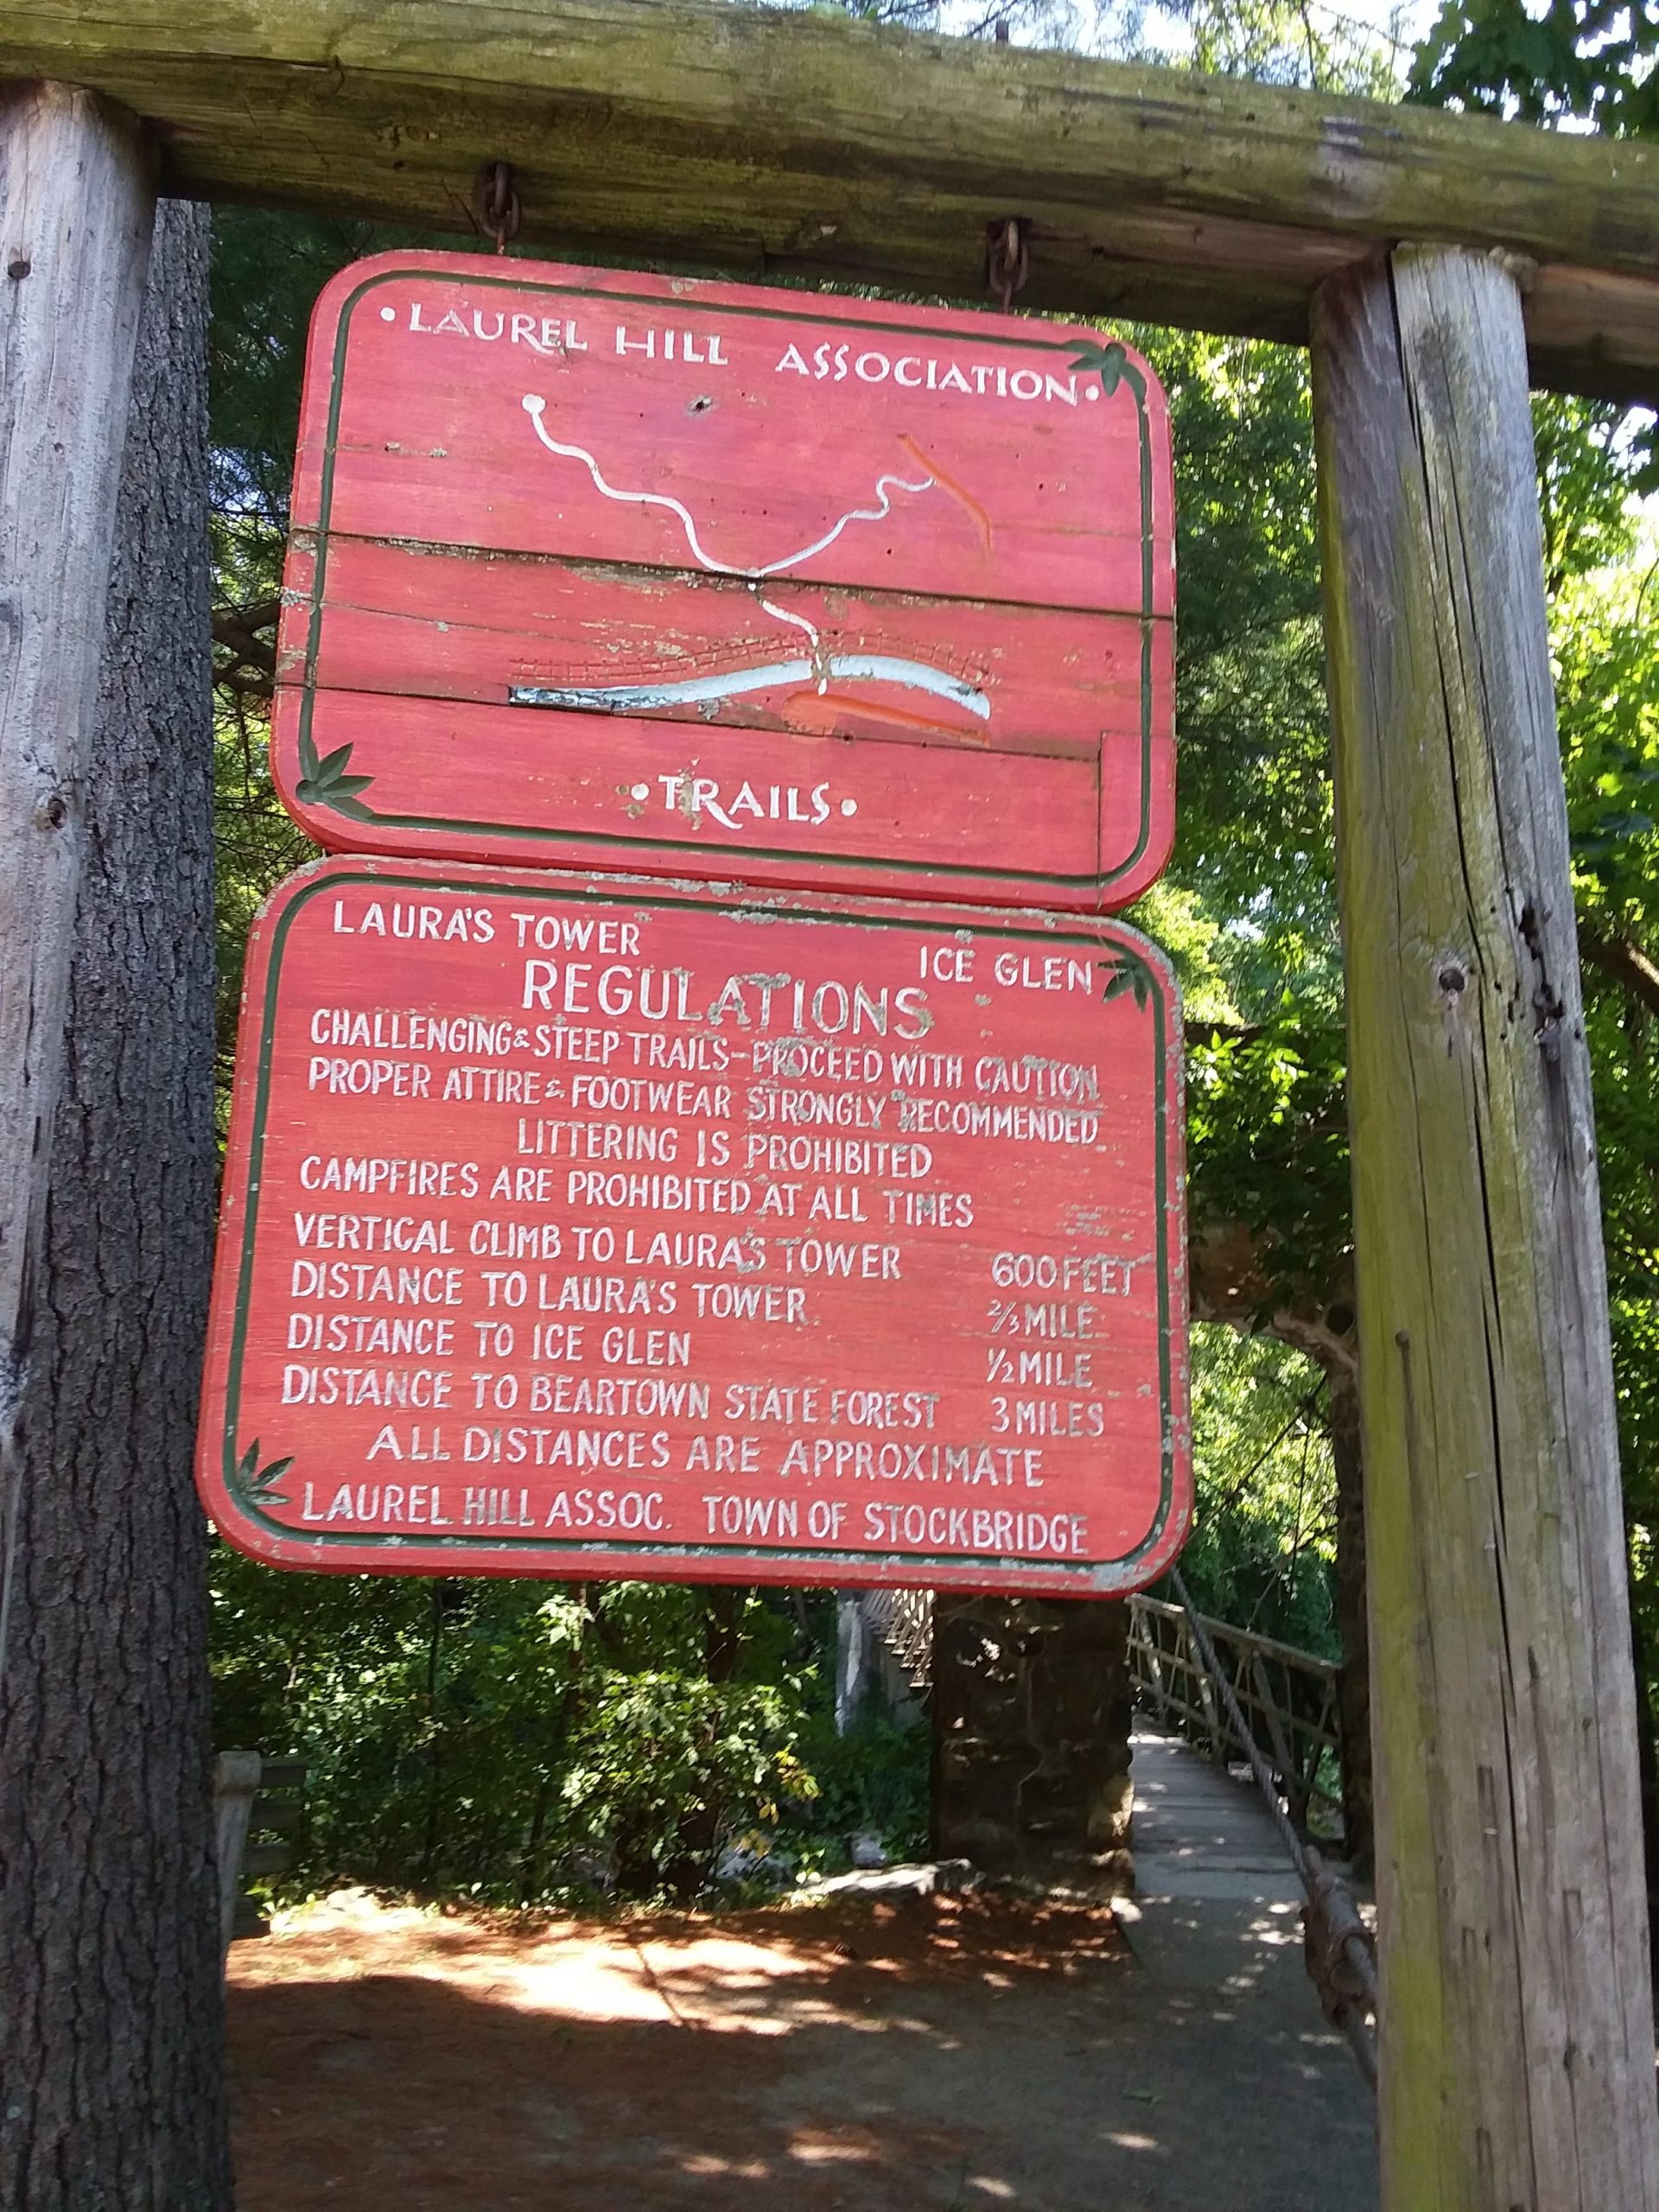 • LAUREL HILL ASSOCIATION •
• TRAILS •
LAURA'S TOWER ICE GLEN
REGULATIONS
CHALLENGING & STEEP TRAILS - PROCEED WITH CAUTION
PROPER ATTIRE & FOOTWEAR STRONGLY RECOMMENDED
LITTERING IS PROHIBITED
CAMPFIRES ARE PROHIBITED AT ALL TIMES
VERTICAL CLIMB TO LAURA'S TOWER 600 FEET
DISTANCE TO LAURA'S TOWER 2/3 MILE
DISTANCE TO ICE GLEN 1/2 MILE
DISTANCE TO BEARTOWN STATE FOREST 3 MILES
ALL DISTANCES ARE APPROXIMATE
LAUREL HILL ASSOC. TOWN OF STOCKBRIDGE